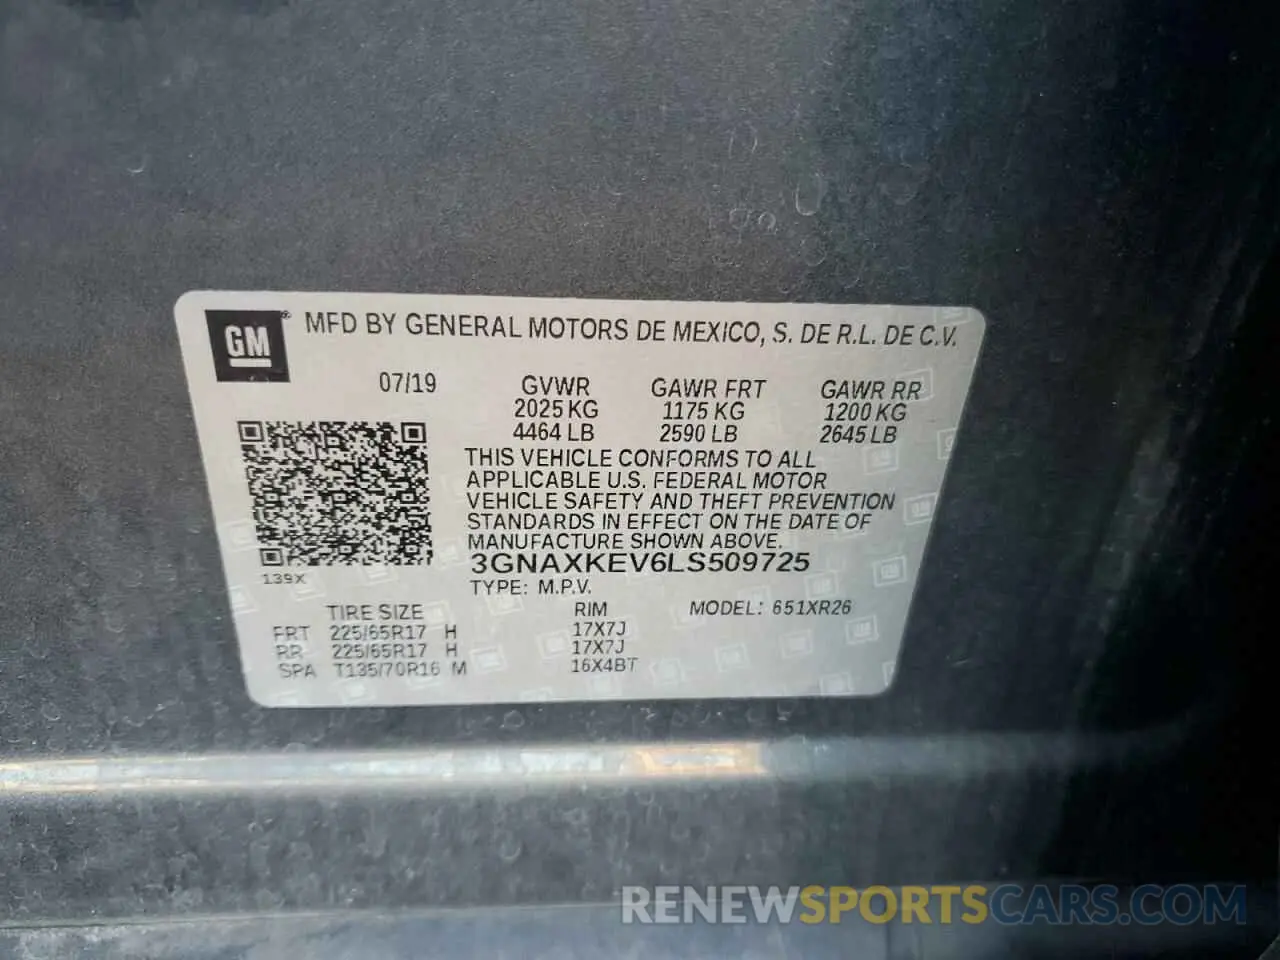 GM® MFD BY GENERAL MOTORS DE MEXICO, S. DE R.L. DE C.V.
07/19 GVWR GAWR FRT GAWR RR
2025 KG 1175 KG 1200 KG
4464 LB 2590 LB 2645 LB
THIS VEHICLE CONFORMS TO ALL
APPLICABLE U.S. FEDERAL MOTOR
VEHICLE SAFETY AND THEFT PREVENTION
STANDARDS IN EFFECT ON THE DATE OF
MANUFACTURE SHOWN ABOVE.
3GNAXKEV6LS509725
139X TYPE: M.P.V.
TIRE SIZE RIM MODEL: 651XR26
FRT 225/65R17 H 17X7J
RR 225/65R17 H 17X7J
SPA T135/70R16 M 16X4BT
RENEWSPORTSCARS.COM